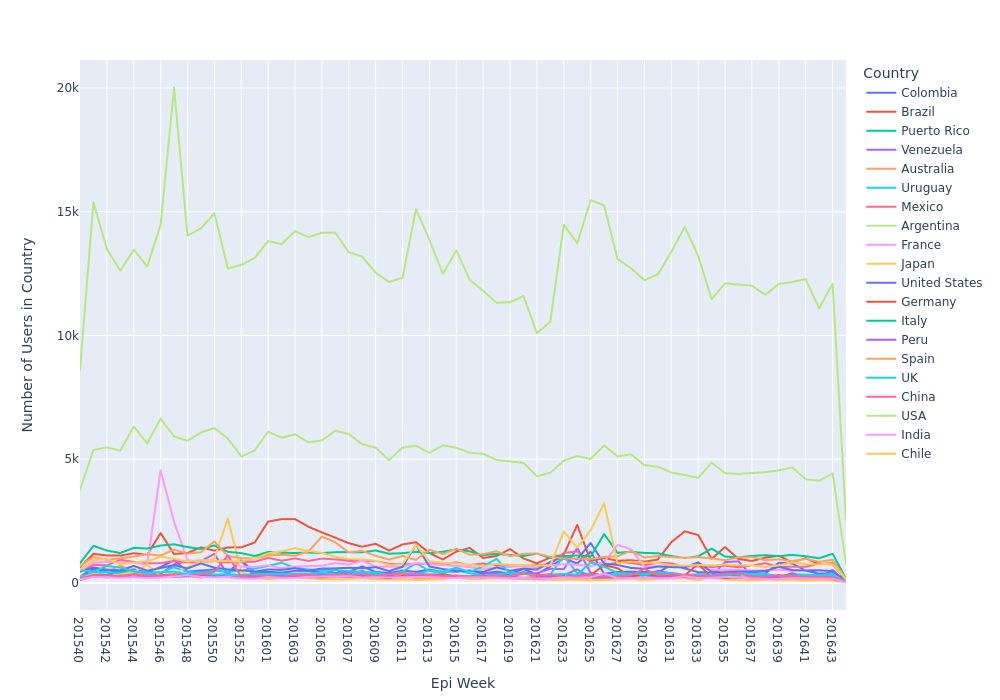 Country
Colombia
Brazil
Puerto Rico
Venezuela
Australia
Uruguay
Mexico
Argentina
France
Japan
United States
Germany
Italy
Peru
Spain
UK
China
USA
India
Chile
Number of Users in Country
20k
15k
10k
5k
0
201540
201542
201544
201546
201548
201550
201552
201601
201603
201605
201607
201609
201611
201613
201615
201617
201619
201621
201623
201625
201627
201629
201631
201633
201635
201637
201639
201641
201643
Epi Week